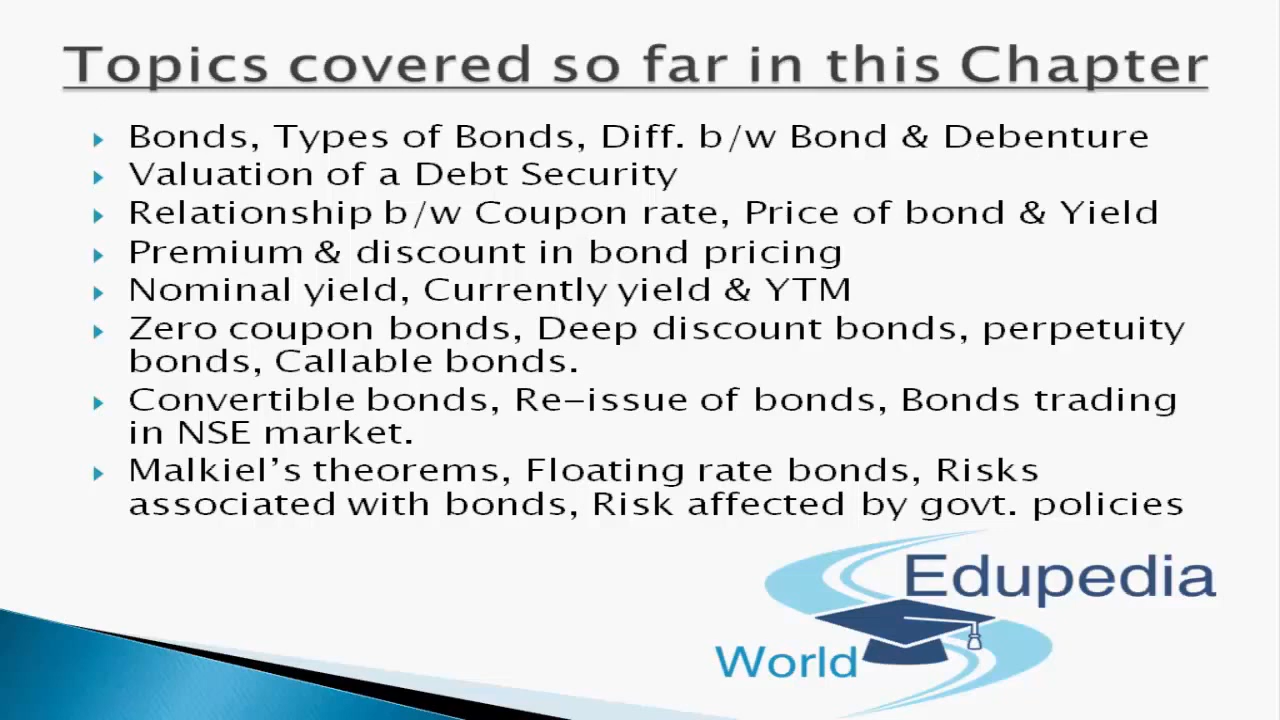 Topics covered so far in this Chapter
Bonds, Types of Bonds, Diff. b/w Bond & Debenture
Valuation of a Debt Security
Relationship b/w Coupon rate, Price of bond & Yield
Premium & discount in bond pricing
Nominal yield, Currently yield & YTM
Zero coupon bonds, Deep discount bonds, perpetuity
bonds, Callable bonds.
Convertible bonds, Re-issue of bonds, Bonds trading
in NSE market.
Malkiel's theorems, Floating rate bonds, Risks
associated with bonds, Risk affected by govt. policies
Edupedia
World